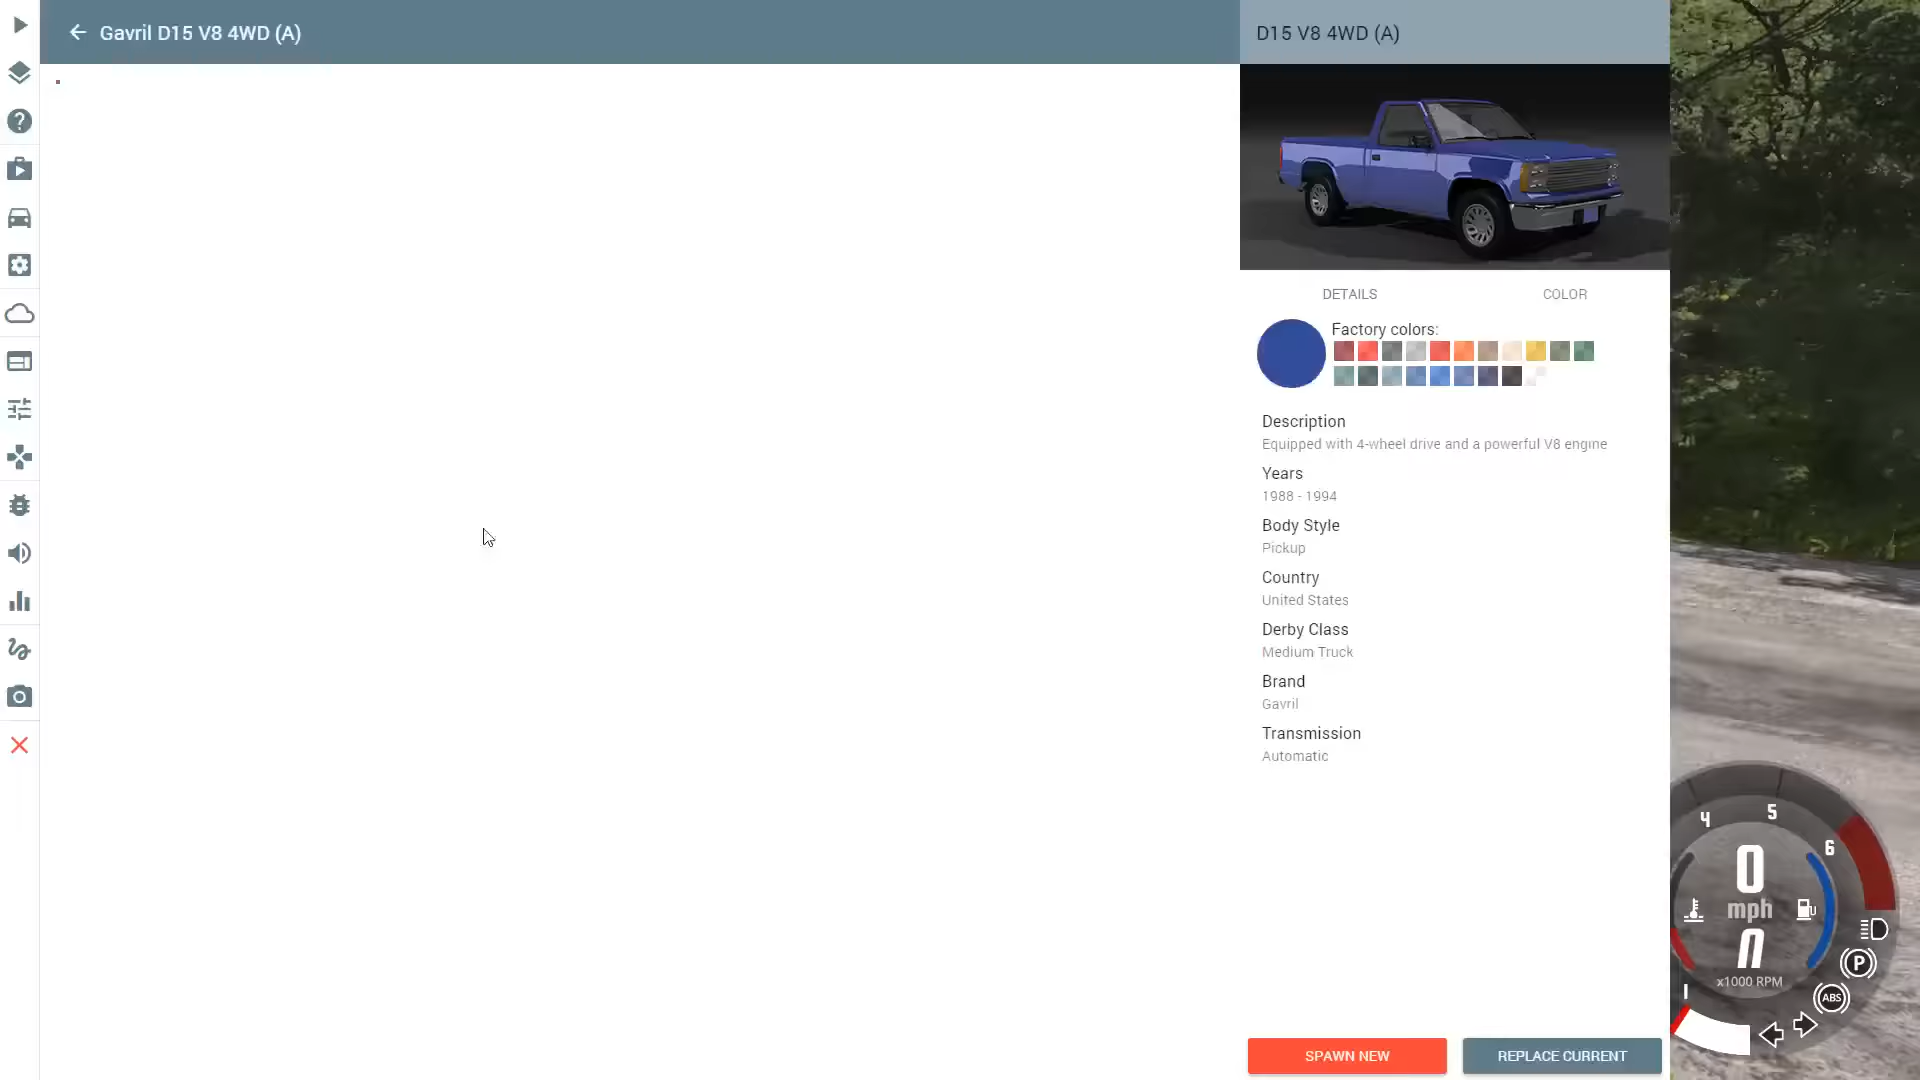 Gavril D15 V8 4WD (A)
D15 V8 4WD (A)
DETAILS
COLOR
Factory colors:
Description
Equipped with 4-wheel drive and a powerful V8 engine
Years
1988 - 1994
Body Style
Pickup
Country
United States
Derby Class
Medium Truck
Brand
Gavril
Transmission
Automatic
SPAWN NEW
REPLACE CURRENT
1
4
5
6
0
mph
n
x1000 RPM
P
ABS